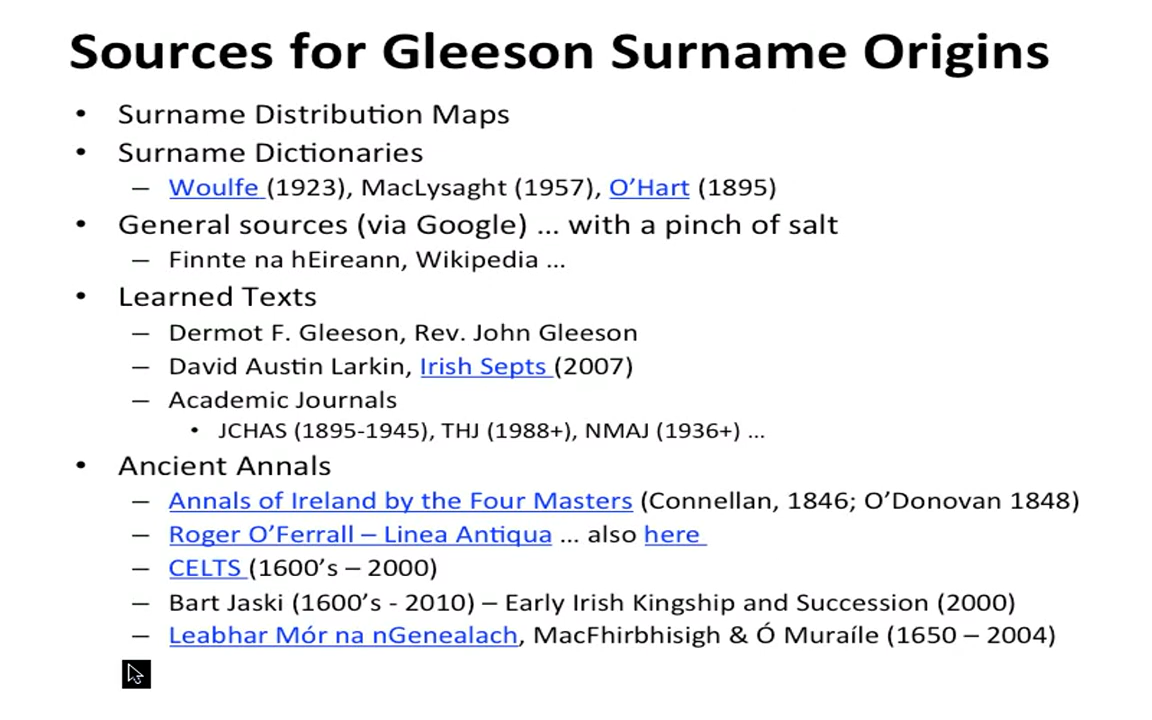 Sources for Gleeson Surname Origins
• Surname Distribution Maps
• Surname Dictionaries
– Woulfe (1923), MacLysaght (1957), O’Hart (1895)
• General sources (via Google) ... with a pinch of salt
– Finnte na hEireann, Wikipedia ...
• Learned Texts
– Dermot F. Gleeson, Rev. John Gleeson
– David Austin Larkin, Irish Septs (2007)
– Academic Journals
• JCHAS (1895-1945), THJ (1988+), NMAJ (1936+) ...
• Ancient Annals
– Annals of Ireland by the Four Masters (Connellan, 1846; O’Donovan 1848)
– Roger O’Ferrall – Linea Antiqua ... also here
– CELTS (1600’s – 2000)
– Bart Jaski (1600’s - 2010) – Early Irish Kingship and Succession (2000)
– Leabhar Mór na nGenealach, MacFhirbhisigh & Ó Muraíle (1650 – 2004)